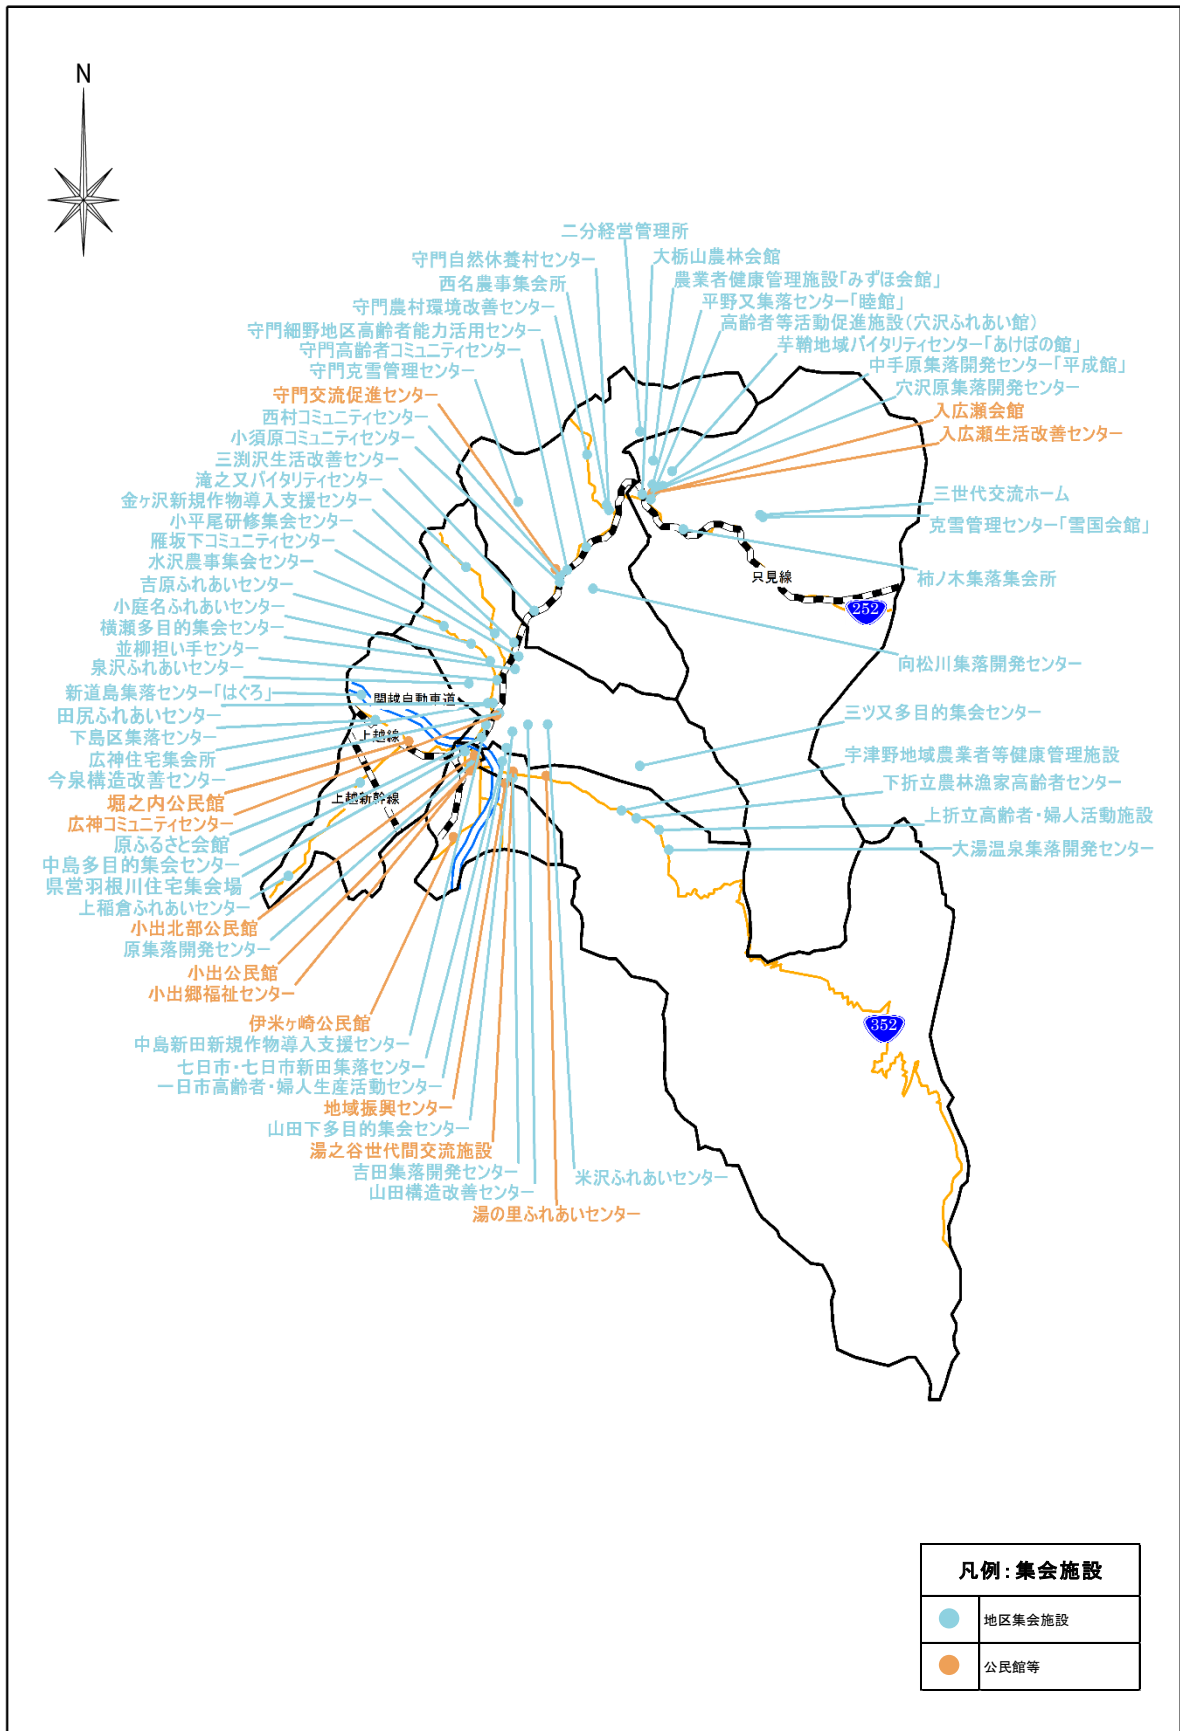 N
二分経営管理所
守門自然休養村センター
大栃山農林会館
西名農事集会所
農業者健康管理施設「みずほ会館」
守門農村環境改善センター
平野又集落センター「睦館」
守門細野地区高齢者能力活用センター
高齢者等活動促進施設(穴沢ふれあい館)
守門高齢者コミュニティセンター
芋鞘地域バイタリティセンター「あけぼの館」
守門克雪管理センター
中手原集落開発センター「平成館」
守門交流促進センター
穴沢原集落開発センター
西村コミュニティセンター
入広瀬会館
小須原コミュニティセンター
入広瀬生活改善センター
三渕沢生活改善センター
滝之又バイタリティセンター
金ヶ沢新規作物導入支援センター
三世代交流ホーム
小平尾研修集会センター
克雪管理センター「雪国会館」
雁坂下コミュニティセンター
水沢農事集会センター
吉原ふれあいセンター
柿ノ木集落集会所
只見線
252
小庭名ふれあいセンター
横瀬多目的集会センター
並柳担い手センター
泉沢ふれあいセンター
向松川集落開発センター
新道島集落センター「はぐろ」
関越自動車道
田尻ふれあいセンター
三ツ又多目的集会センター
下島区集落センター
上越線
広神住宅集会所
宇津野地域農業者等健康管理施設
今泉構造改善センター
下折立農林漁家高齢者センター
堀之内公民館
上越新幹線
広神コミュニティセンター
上折立高齢者・婦人活動施設
原ふるさと会館
大湯温泉集落開発センター
中島多目的集会センター
県営羽根川住宅集会場
上稲倉ふれあいセンター
小出北部公民館
原集落開発センター
小出公民館
小出郷福祉センター
伊米ヶ崎公民館
352
中島新田新規作物導入支援センター
七日市・七日市新田集落センター
一日市高齢者・婦人生産活動センター
地域振興センター
山田下多目的集会センター
湯之谷世代間交流施設
吉田集落開発センター
米沢ふれあいセンター
山田構造改善センター
湯の里ふれあいセンター
凡例:集会施設
地区集会施設
公民館等